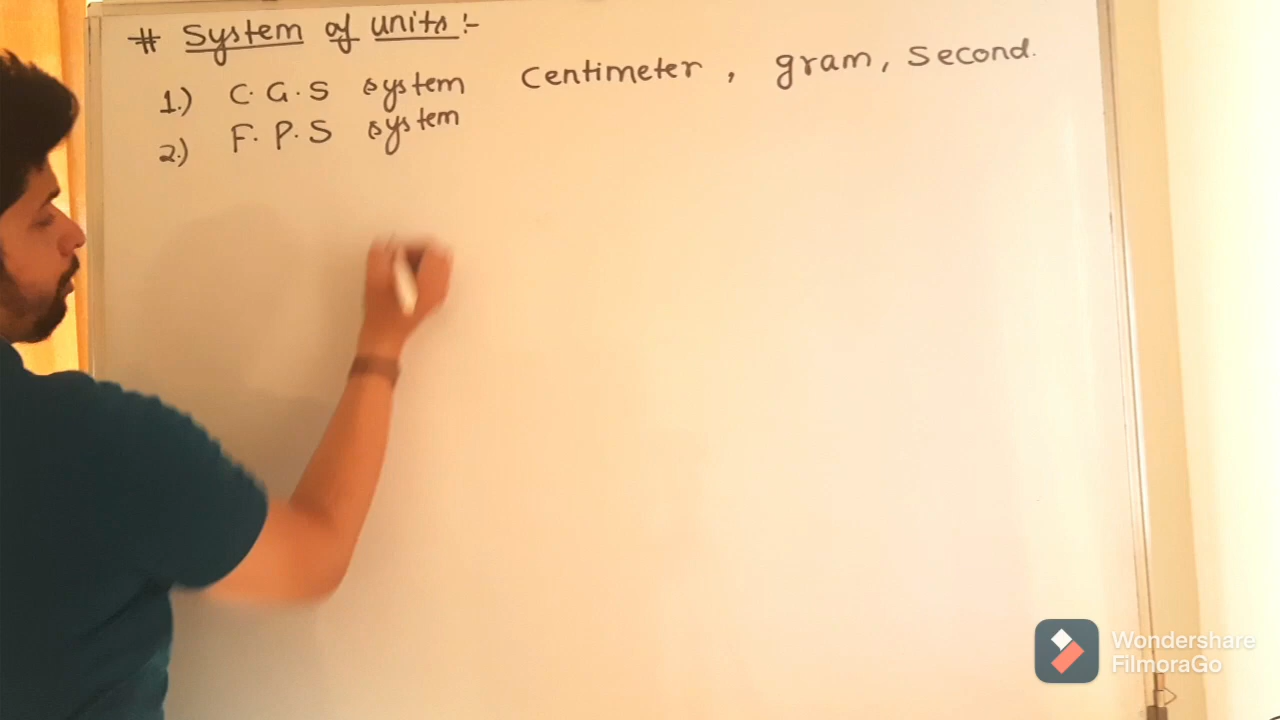 # System of units :-
1.) C. G. S system Centimeter, gram, Second.
2.) F. P. S system
Wondershare
FilmoraGo